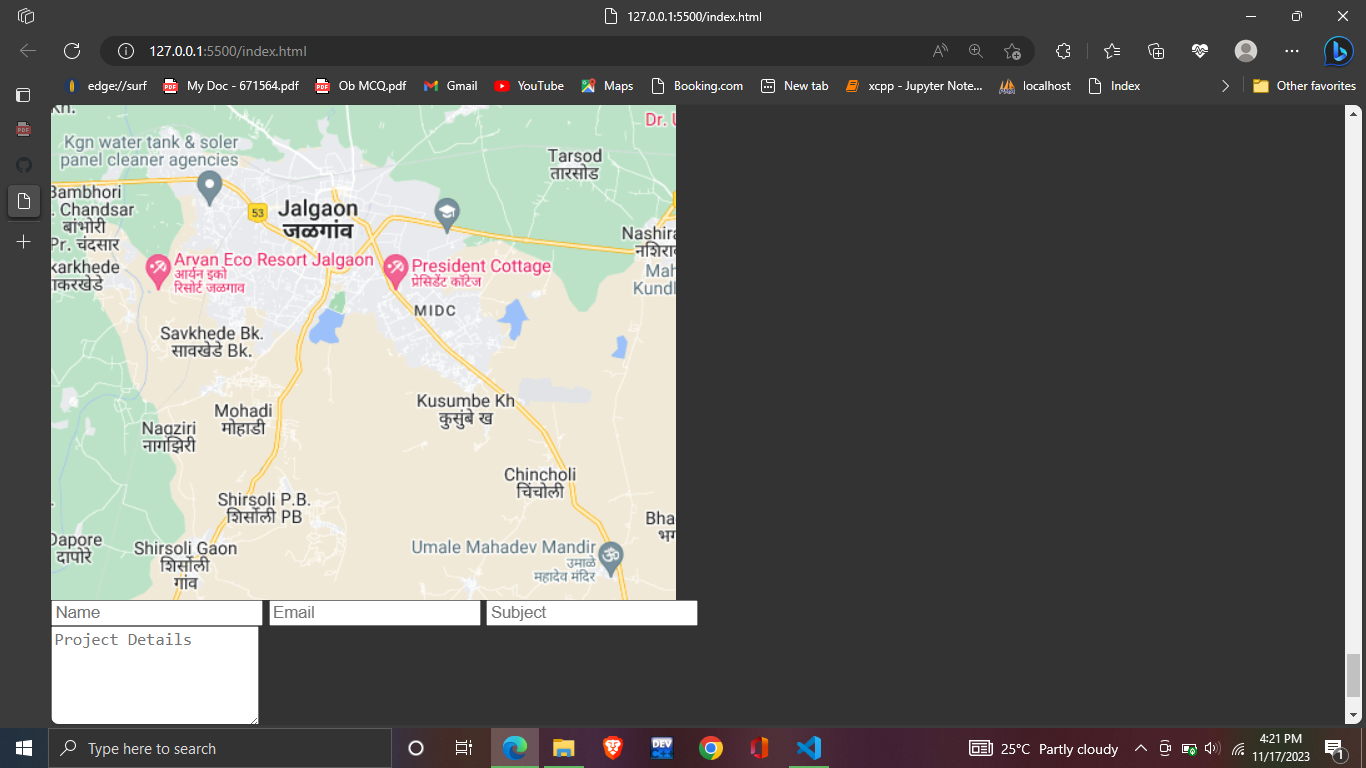 127.0.0.1:5500/index.html
127.0.0.1:5500/index.html
edge://surf
My Doc - 671564.pdf
Ob MCQ.pdf
Gmail
YouTube
Maps
Booking.com
New tab
xcpp - Jupyter Note...
localhost
Index
Other favorites
Kgn water tank & soler
panel cleaner agencies
Dr.
Tarsod
तारसोड
Bambhori
. Chandsar
बांभोरी
Pr. चंदसार
53
Jalgaon
जळगांव
Nashira
नशिरा
karkhede
ाकरखेडे
Arvan Eco Resort Jalgaon
आर्यन इको
रिसोर्ट जळगाव
President Cottage
प्रेसिडेंट कॉटेज
Mah
Kund
MIDC
Savkhede Bk.
सावखेडे Bk.
Mohadi
मोहाडी
Kusumbe Kh
कुसुंबे ख
Nagziri
नागझिरी
Chincholi
चिंचोली
Shirsoli P.B.
शिर्सोली PB
Bha
भग
Dapore
दापोरे
Shirsoli Gaon
शिर्सोली
गांव
Umale Mahadev Mandir
उमाळे
महादेव मंदिर
Name
Email
Subject
Project Details
Type here to search
DEV
25°C Partly cloudy
4:21 PM
11/17/2023
1